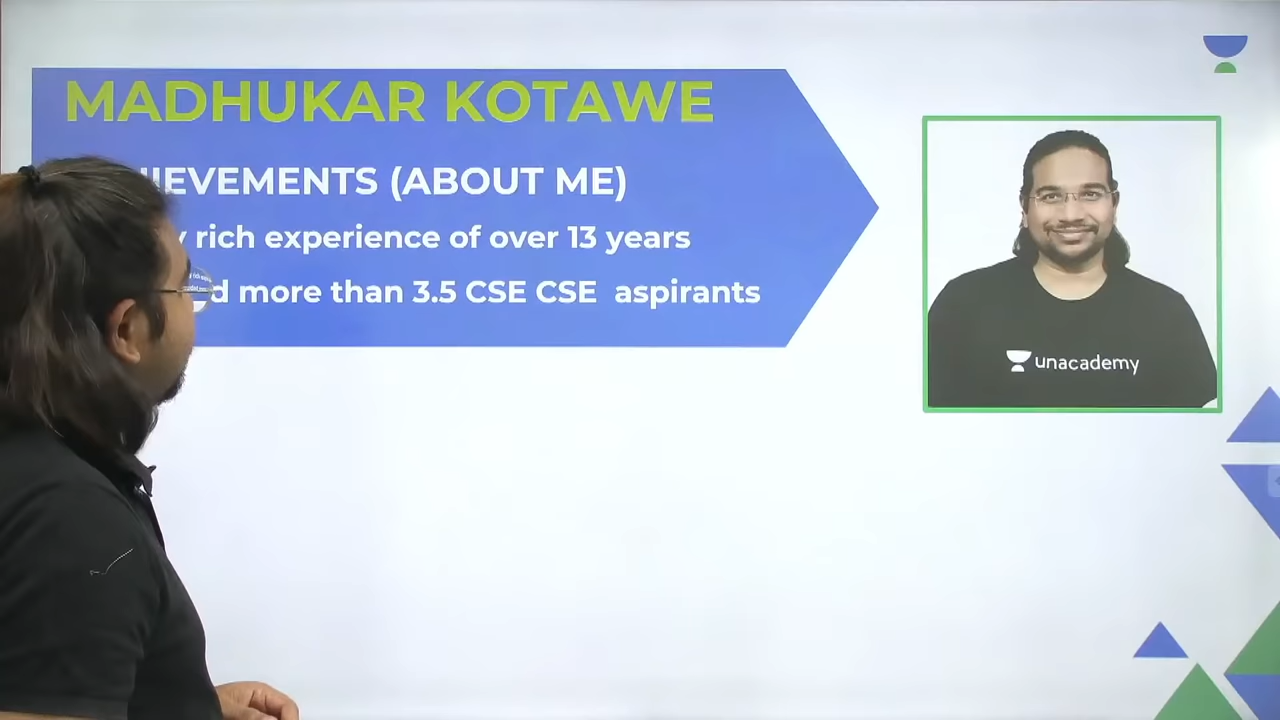 MADHUKAR KOTAWE
IEVEMENTS (ABOUT ME)
rich experience of over 13 years
more than 3.5 CSE CSE aspirants
unacademy